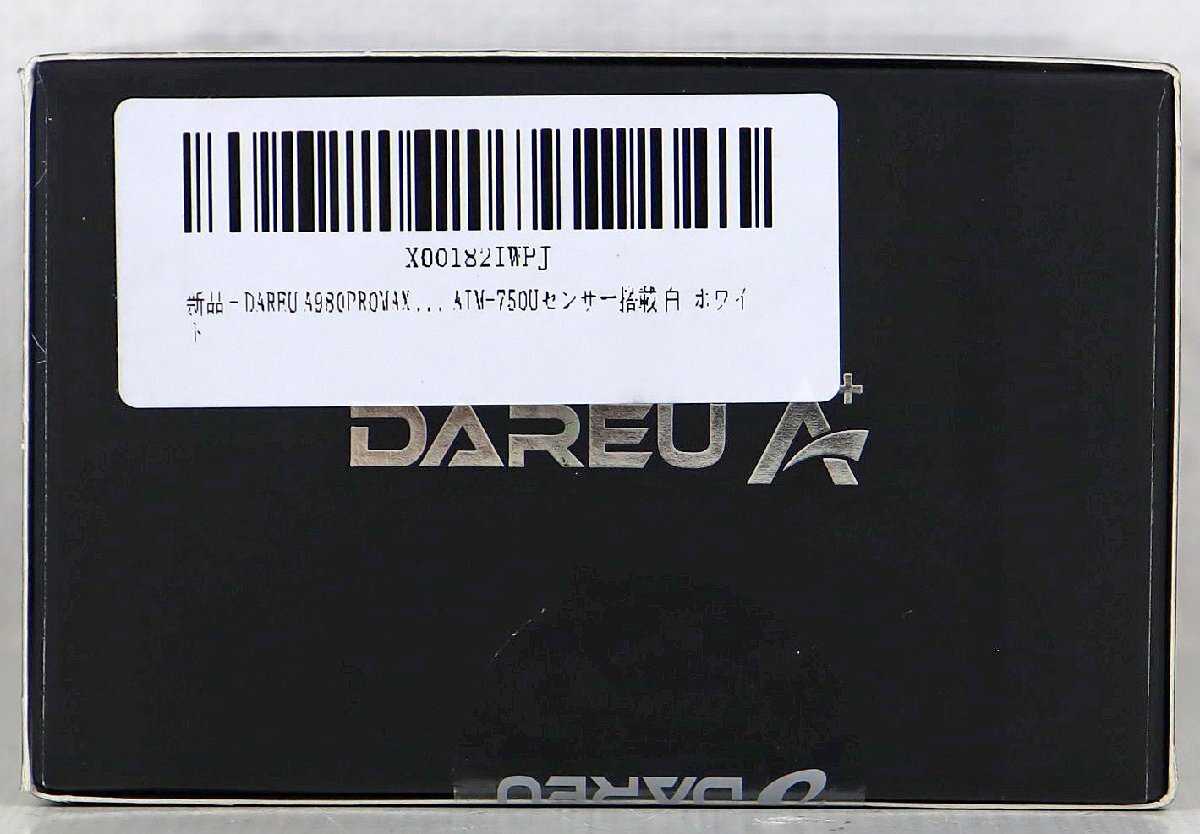 X00182IWPJ
新品 - DAREU A980PROMAX... AIM-750Uセンサー搭載 白 ホワイ
ト
DAREU A+
DAREU